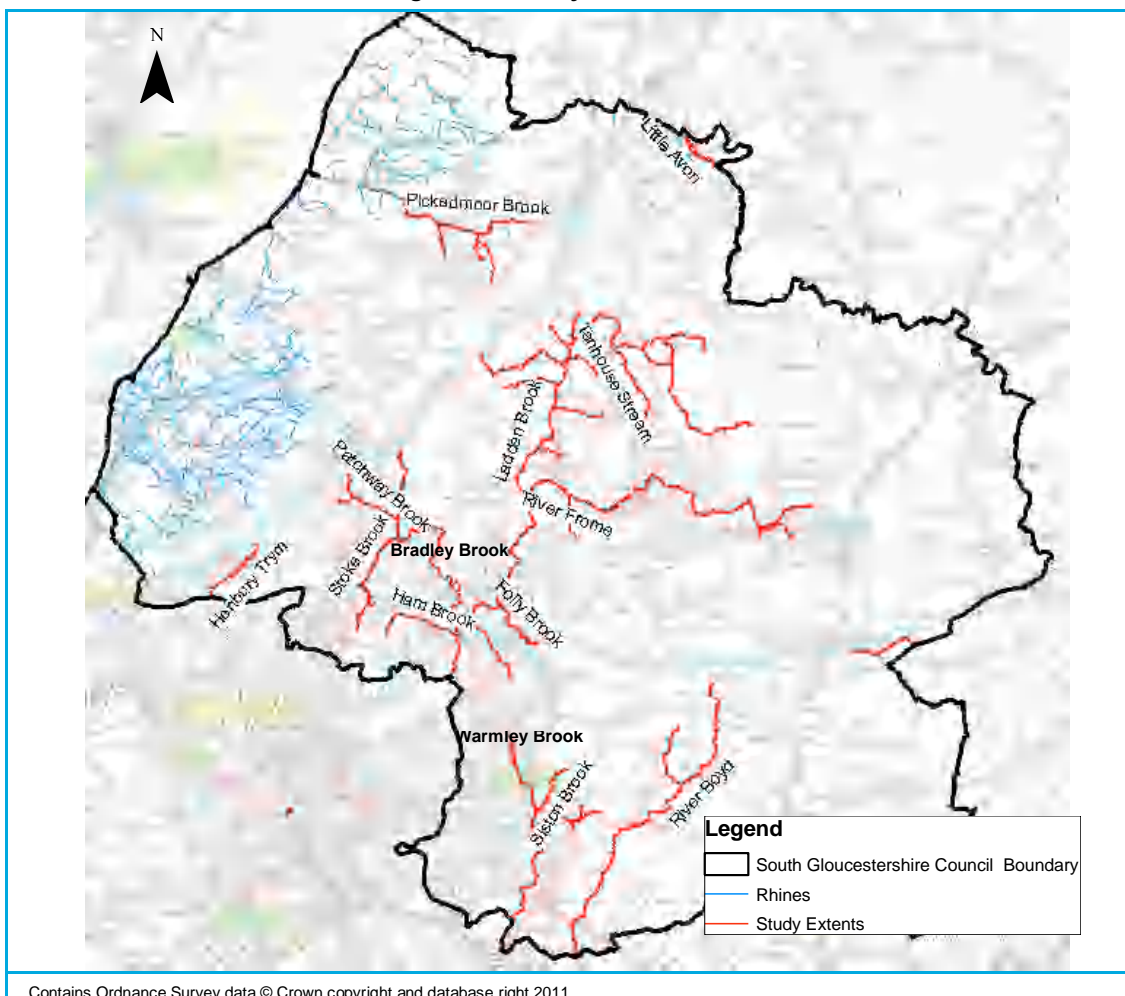 N
Little Avon
Pickedmoor Brook
Tanhouse Stream
Ladden Brook
Patchway Brook
River Frome
Stoke Brook
Bradley Brook
Henbury Trym
Ham Brook
Folly Brook
Warmley Brook
Siston Brook
River Boyd
Legend
South Gloucestershire Council Boundary
Rhines
Study Extents
Contains Ordnance Survey data © Crown copyright and database right 2011